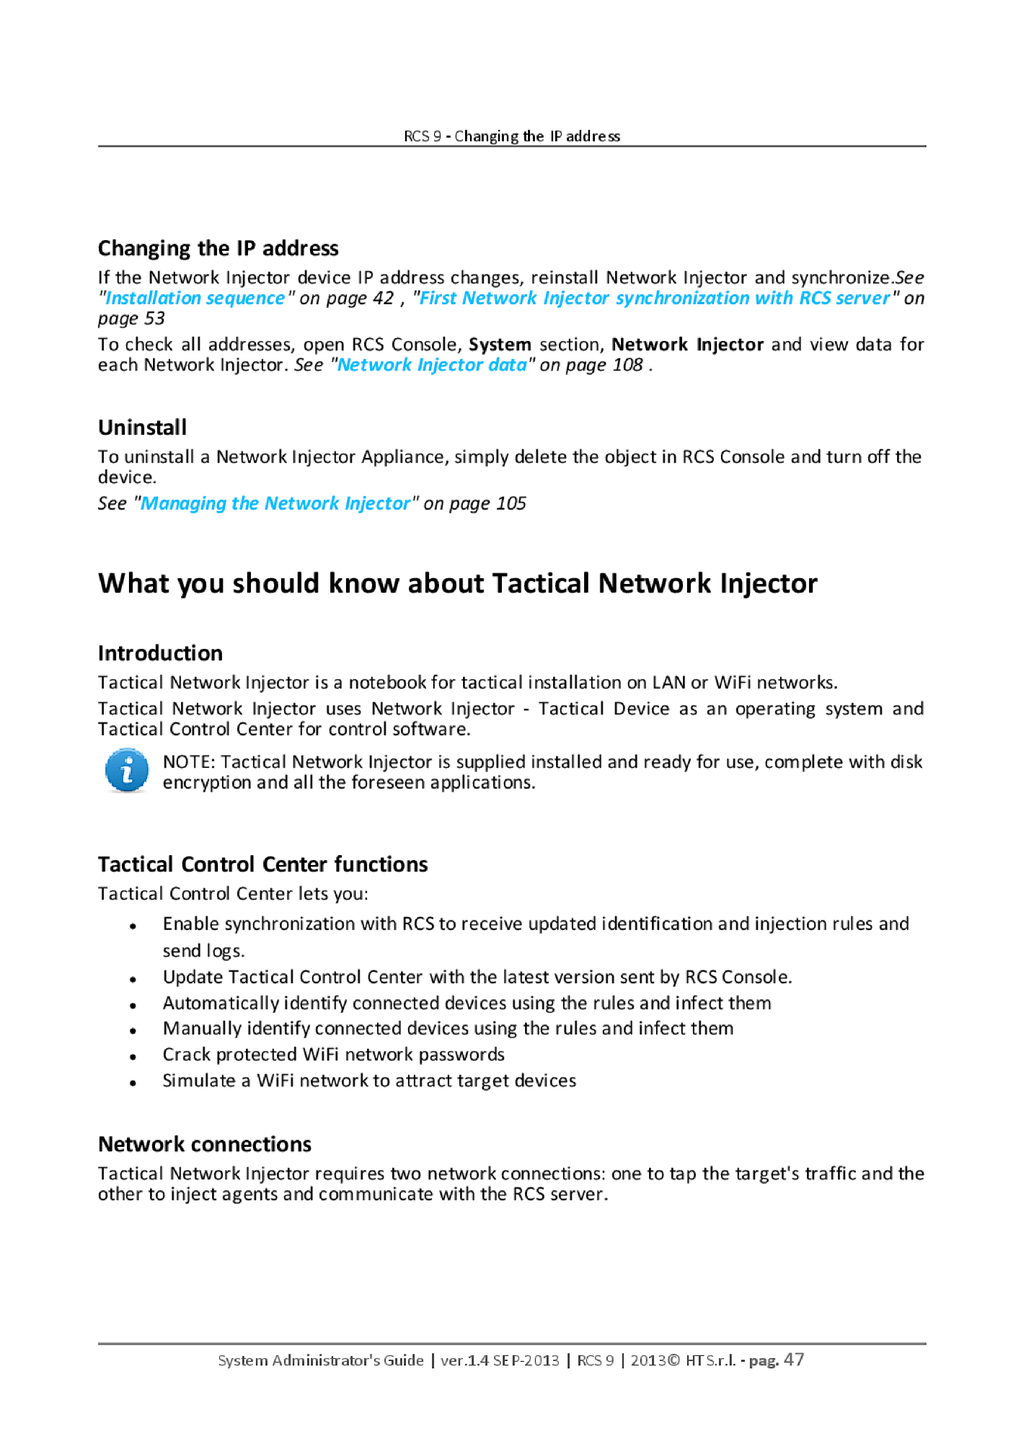 RCS 9 - Changing the IP address
Changing the IP address
If the Network Injector device IP address changes, reinstall Network Injector and synchronize.See
"Installation sequence" on page 42 , "First Network Injector synchronization with RCS server" on
page 53
To check all addresses, open RCS Console, System section, Network Injector and view data for
each Network Injector. See "Network Injector data" on page 108 .
Uninstall
To uninstall a Network Injector Appliance, simply delete the object in RCS Console and turn off the
device.
See "Managing the Network Injector" on page 105
What you should know about Tactical Network Injector
Introduction
Tactical Network Injector is a notebook for tactical installation on LAN or WiFi networks.
Tactical Network Injector uses Network Injector - Tactical Device as an operating system and
Tactical Control Center for control software.
NOTE: Tactical Network Injector is supplied installed and ready for use, complete with disk
encryption and all the foreseen applications.
Tactical Control Center functions
Tactical Control Center lets you:
• Enable synchronization with RCS to receive updated identification and injection rules and
send logs.
• Update Tactical Control Center with the latest version sent by RCS Console.
• Automatically identify connected devices using the rules and infect them
• Manually identify connected devices using the rules and infect them
• Crack protected WiFi network passwords
• Simulate a WiFi network to attract target devices
Network connections
Tactical Network Injector requires two network connections: one to tap the target's traffic and the
other to inject agents and communicate with the RCS server.
System Administrator's Guide | ver.1.4 SEP-2013 | RCS 9 | 2013© HT S.r.l. - pag. 47